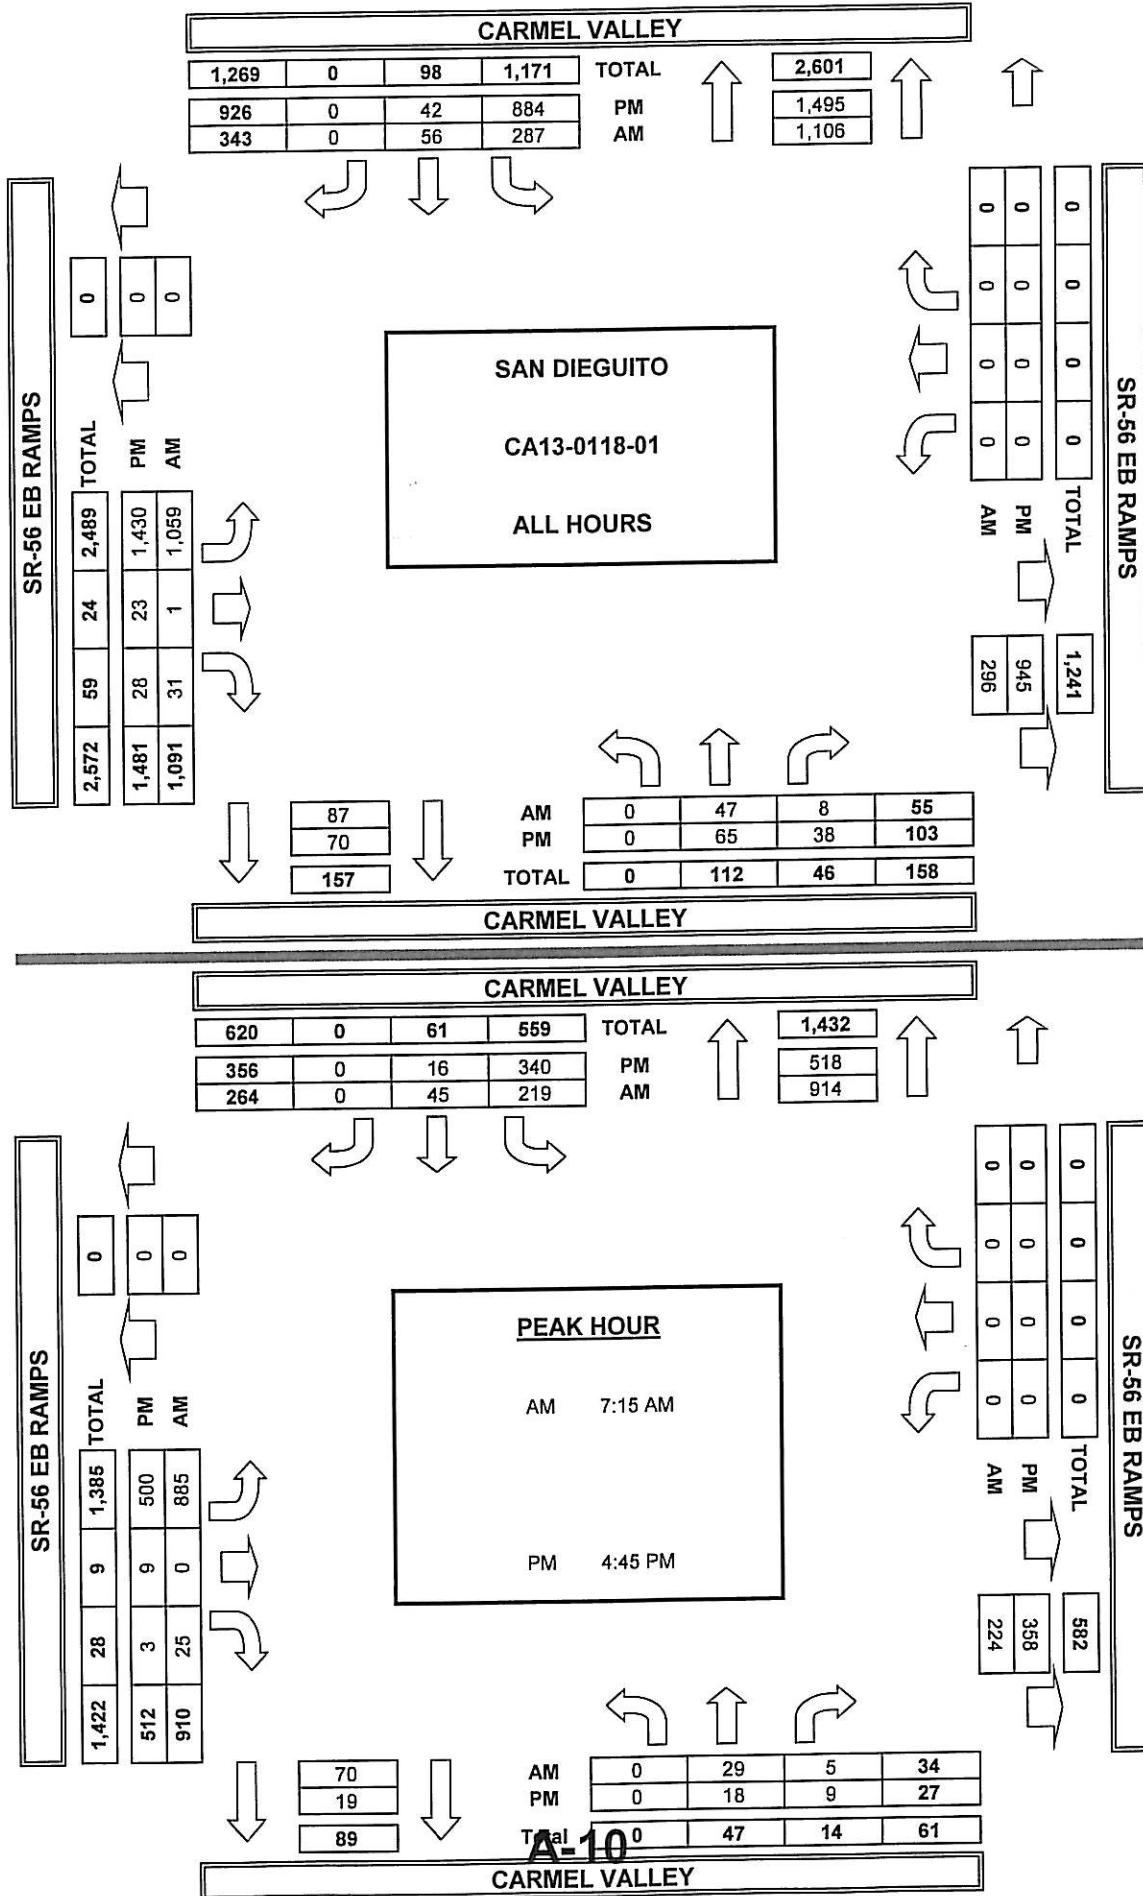 CARMEL VALLEY
1,269 0 98 1,171 TOTAL 2,601
926 0 42 884 PM 1,495
343 0 56 287 AM 1,106
SR-56 EB RAMPS
0 0 0
TOTAL PM AM
2,489 1,430 1,059
24 23 1
59 28 31
2,572 1,481 1,091
SAN DIEGUITO
CA13-0118-01
ALL HOURS
0 0 0
0 0 0
0 0 0
0 0 0
AM PM TOTAL
296 945 1,241
SR-56 EB RAMPS
87 AM 0 47 8 55
70 PM 0 65 38 103
157 TOTAL 0 112 46 158
CARMEL VALLEY
CARMEL VALLEY
620 0 61 559 TOTAL 1,432
356 0 16 340 PM 518
264 0 45 219 AM 914
SR-56 EB RAMPS
0 0 0
TOTAL PM AM
1,385 500 885
9 9 0
28 3 25
1,422 512 910
PEAK HOUR
AM 7:15 AM
PM 4:45 PM
0 0 0
0 0 0
0 0 0
0 0 0
AM PM TOTAL
224 358 582
SR-56 EB RAMPS
70 AM 0 29 5 34
19 PM 0 18 9 27
89 Total 0 47 14 61
A-10
CARMEL VALLEY